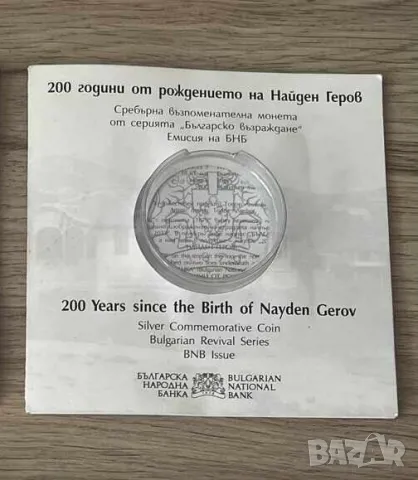 200 години от рождението на Найден Геров
Сребърна възпоменателна монета
от серията „Българско възраждане“
Емисия на БНБ
200 Years since the Birth of Nayden Gerov
Silver Commemorative Coin
Bulgarian Revival Series
BNB Issue
БЪЛГАРСКА
НАРОДНА
БАНКА
BULGARIAN
NATIONAL
BANK
BAZAR
bg